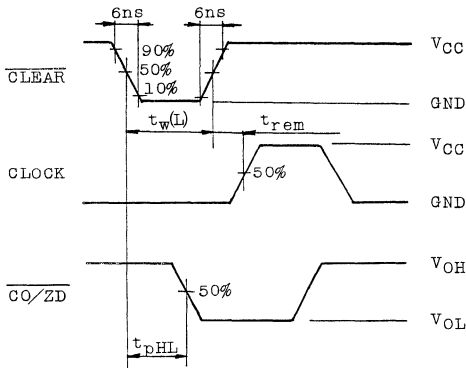 6ns 6ns
90%
50%
10%
V̅CC
CLEAR
GND
tw(L) trem
VCC
CLOCK
50%
GND
VOH
CO/ZD
50%
VOL
tpHL